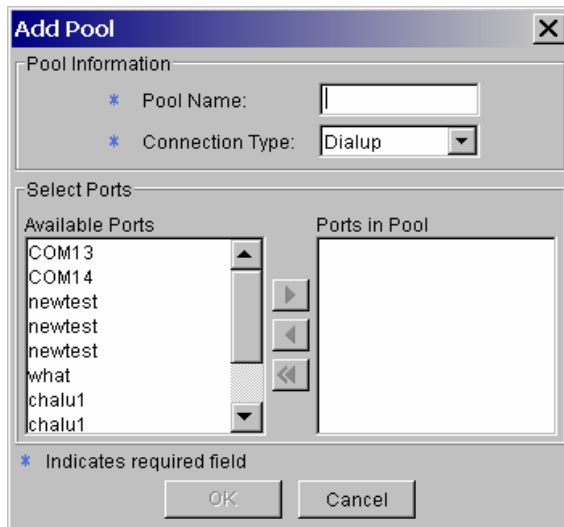 Add Pool
Pool Information
* Pool Name:
* Connection Type: Dialup
Select Ports
Available Ports
COM13
COM14
newtest
newtest
newtest
what
chalu1
chalu1
Ports in Pool
* Indicates required field
OK Cancel